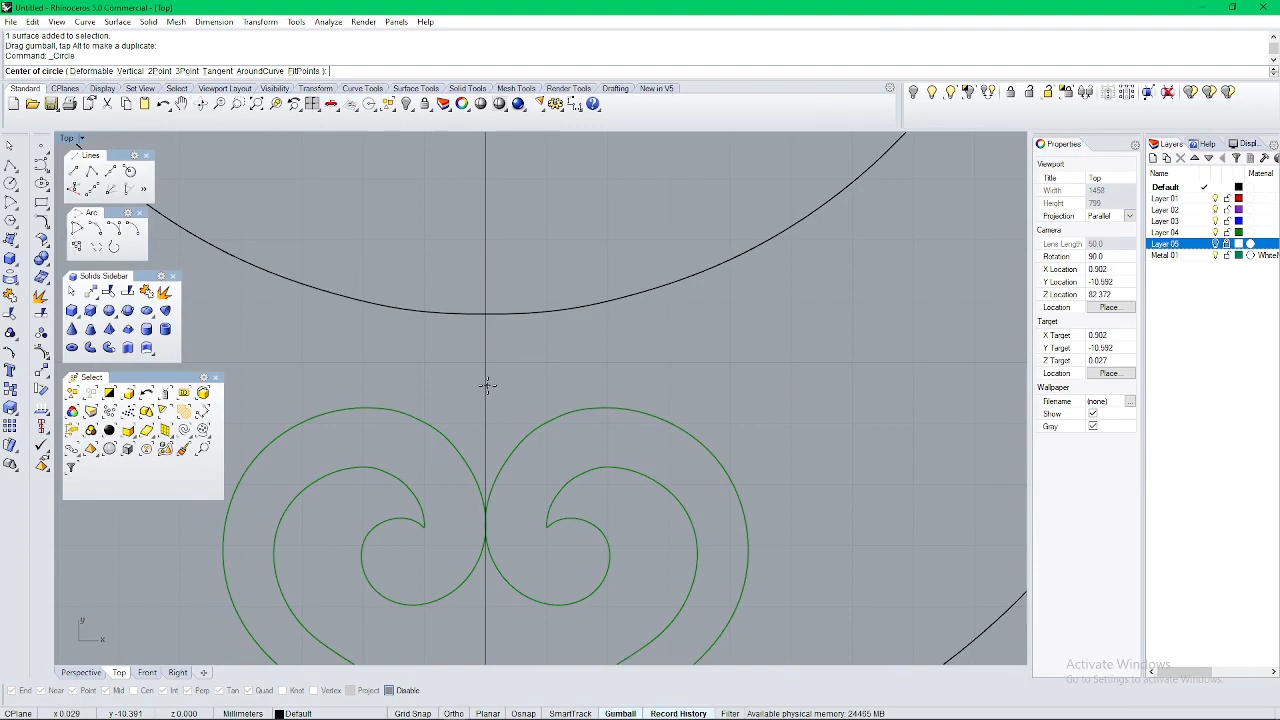 Untitled - Rhinoceros 5.0 Commercial - [Top]
File Edit View Curve Surface Solid Mesh Dimension Transform Tools Analyze Render Panels Help
1 surface added to selection.
Drag gumball, tap Alt to make a duplicate:
Command: _Circle
Center of circle ( Deformable Vertical 2Point 3Point Tangent AroundCurve FitPoints ):
Standard CPlanes Display Set View Select Viewport Layout Visibility Transform Curve Tools Surface Tools Solid Tools Mesh Tools Render Tools Drafting New in V5
Top
Lines
Arc
Solids Sidebar
Select
y
x
Properties
Viewport
Title Top
Width 1458
Height 799
Projection Parallel
Camera
Lens Length 50.0
Rotation 90.0
X Location 0.902
Y Location -10.592
Z Location 82.372
Location Place...
Target
X Target 0.902
Y Target -10.592
Z Target 0.027
Location Place...
Wallpaper
Filename (none) ...
Show
Gray
Layers Help Displ...
Name Material
Default
Layer 01
Layer 02
Layer 03
Layer 04
Layer 05
Metal 01
Activate Windows
Go to Settings to activate Windows.
Perspective Top Front Right
End Near Point Mid Cen Int Perp Tan Quad Knot Vertex Project Disable
CPlane x 0.029 y -10.391 z 0.000 Millimeters Default Grid Snap Ortho Planar Osnap SmartTrack Gumball Record History Filter Available physical memory: 24465 MB